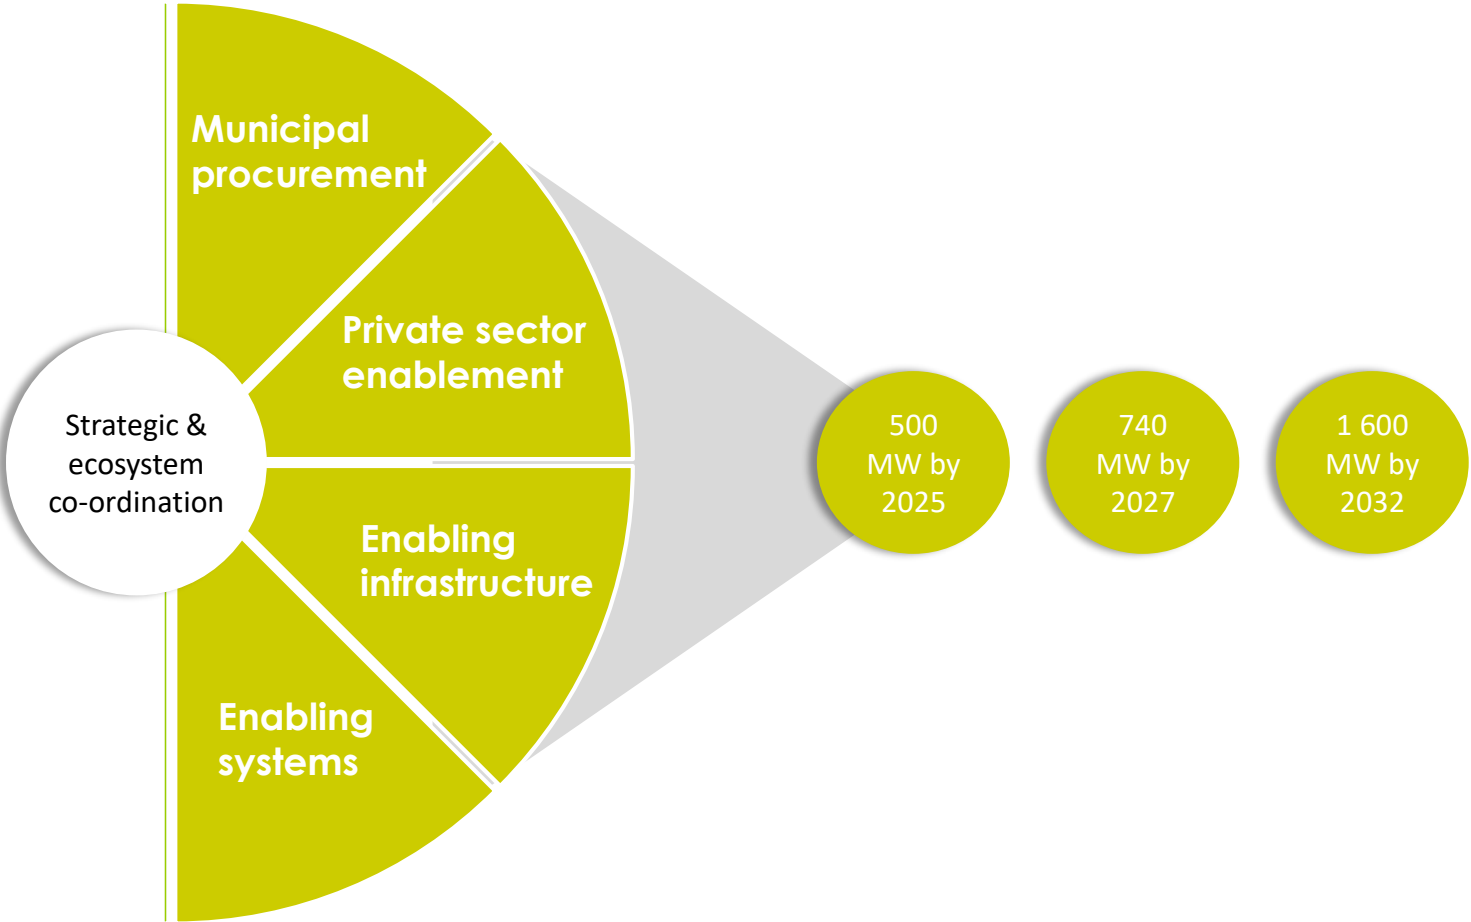 Municipal
procurement
Private sector
enablement
Strategic &
ecosystem
co-ordination
Enabling
infrastructure
Enabling
systems
500
MW by
2025
740
MW by
2027
1 600
MW by
2032